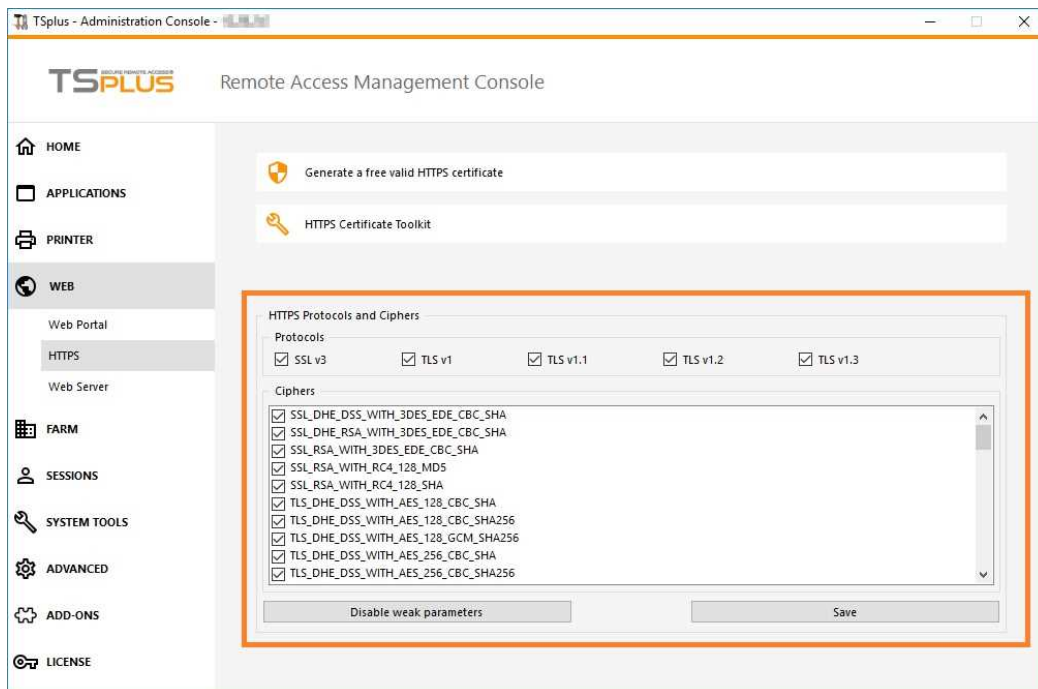 TSplus - Administration Console -
TSPLUS SECURE REMOTE ACCESS
Remote Access Management Console
HOME
APPLICATIONS
PRINTER
WEB
Web Portal
HTTPS
Web Server
FARM
SESSIONS
SYSTEM TOOLS
ADVANCED
ADD-ONS
LICENSE
Generate a free valid HTTPS certificate
HTTPS Certificate Toolkit
HTTPS Protocols and Ciphers
Protocols
SSL v3 TLS v1 TLS v1.1 TLS v1.2 TLS v1.3
Ciphers
SSL_DHE_DSS_WITH_3DES_EDE_CBC_SHA
SSL_DHE_RSA_WITH_3DES_EDE_CBC_SHA
SSL_RSA_WITH_3DES_EDE_CBC_SHA
SSL_RSA_WITH_RC4_128_MD5
SSL_RSA_WITH_RC4_128_SHA
TLS_DHE_DSS_WITH_AES_128_CBC_SHA
TLS_DHE_DSS_WITH_AES_128_CBC_SHA256
TLS_DHE_DSS_WITH_AES_128_GCM_SHA256
TLS_DHE_DSS_WITH_AES_256_CBC_SHA
TLS_DHE_DSS_WITH_AES_256_CBC_SHA256
Disable weak parameters Save